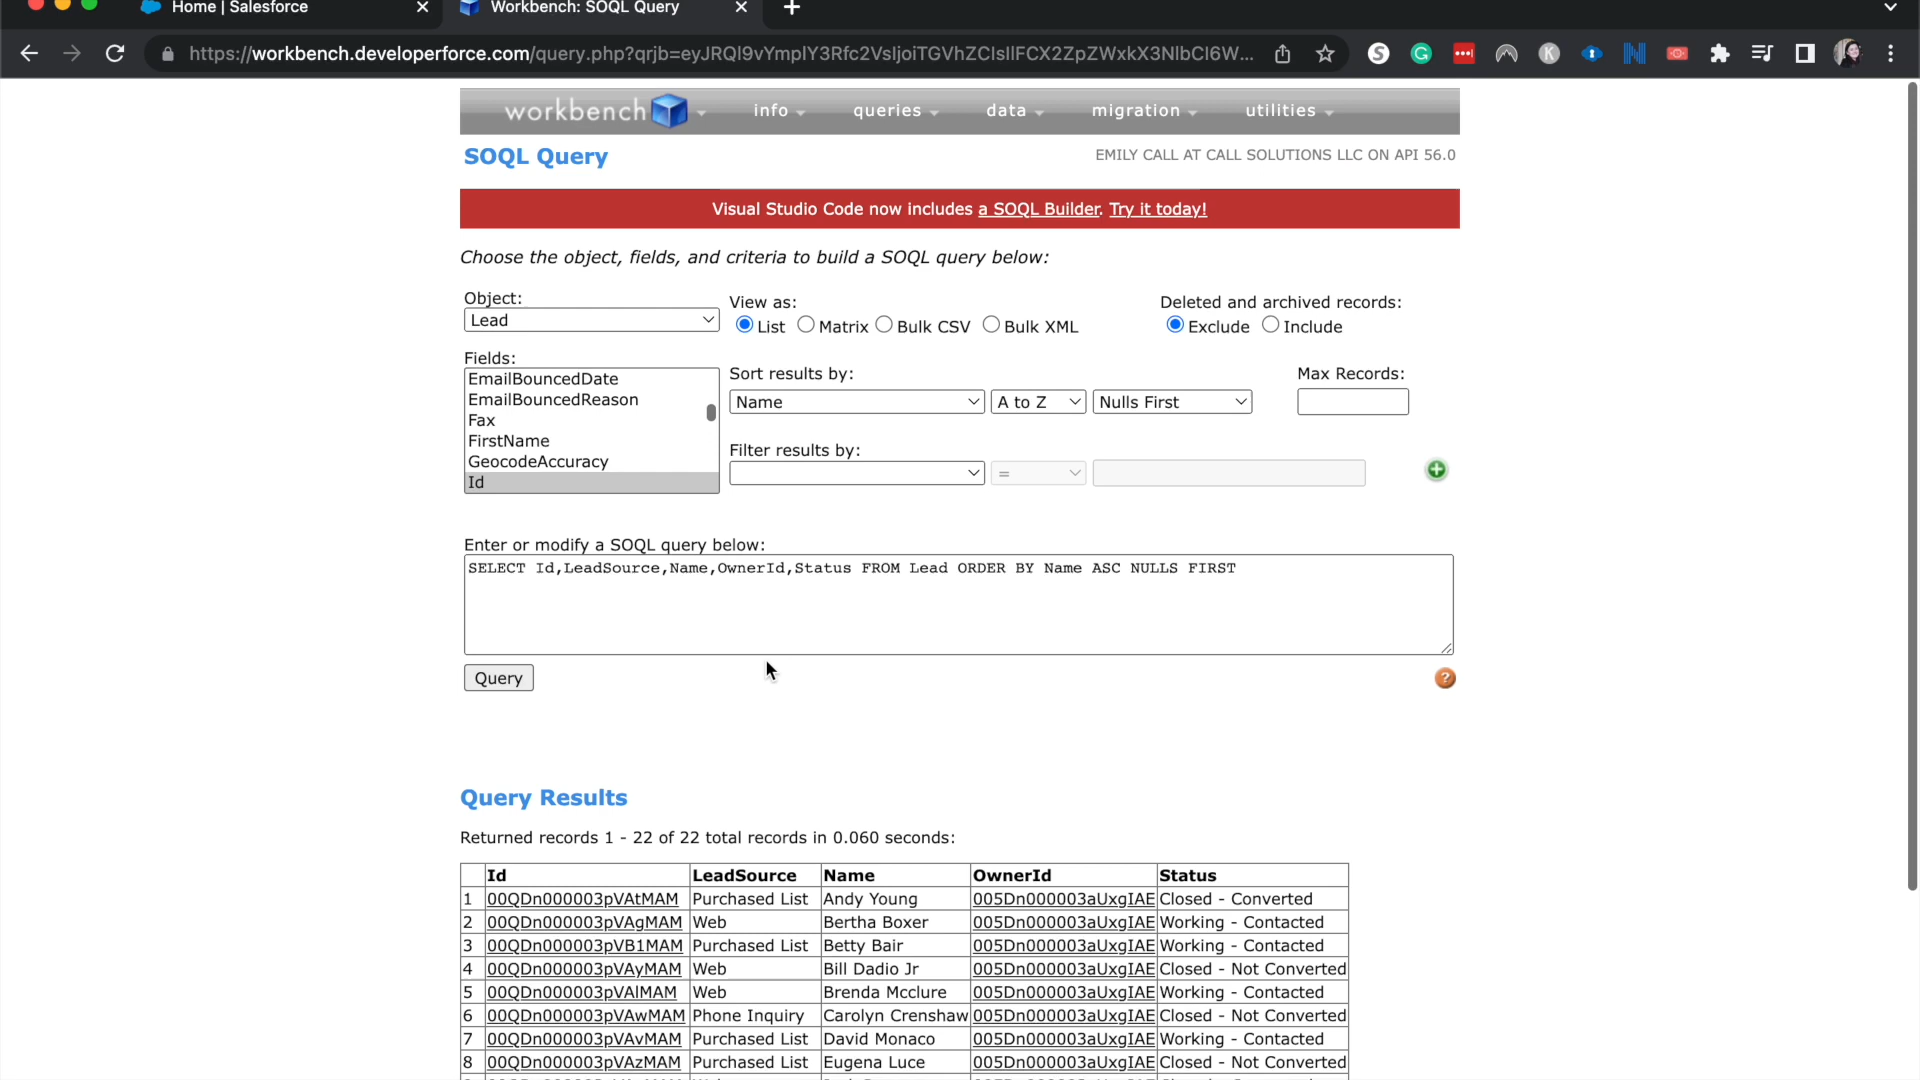 Home | Salesforce
Workbench: SOQL Query
https://workbench.developerforce.com/query.php?qrjb=eyJRQl9vYmplY3Rfc2VsIjoiTGVhZCIsIlFCX2ZpZWxkX3NlbCI6W...
workbench info queries data migration utilities
SOQL Query
EMILY CALL AT CALL SOLUTIONS LLC ON API 56.0
Visual Studio Code now includes a SOQL Builder. Try it today!
Choose the object, fields, and criteria to build a SOQL query below:
Object:
Lead
View as:
List Matrix Bulk CSV Bulk XML
Deleted and archived records:
Exclude Include
Fields:
EmailBouncedDate
EmailBouncedReason
Fax
FirstName
GeocodeAccuracy
Id
Sort results by:
Name A to Z Nulls First
Max Records:
Filter results by:
=
Enter or modify a SOQL query below:
SELECT Id,LeadSource,Name,OwnerId,Status FROM Lead ORDER BY Name ASC NULLS FIRST
Query
Query Results
Returned records 1 - 22 of 22 total records in 0.060 seconds:
Id LeadSource Name OwnerId Status
1 00QDn000003pVAtMAM Purchased List Andy Young 005Dn000003aUxgIAE Closed - Converted
2 00QDn000003pVAgMAM Web Bertha Boxer 005Dn000003aUxgIAE Working - Contacted
3 00QDn000003pVB1MAM Purchased List Betty Bair 005Dn000003aUxgIAE Working - Contacted
4 00QDn000003pVAyMAM Web Bill Dadio Jr 005Dn000003aUxgIAE Closed - Not Converted
5 00QDn000003pVAlMAM Web Brenda Mcclure 005Dn000003aUxgIAE Working - Contacted
6 00QDn000003pVAwMAM Phone Inquiry Carolyn Crenshaw 005Dn000003aUxgIAE Closed - Not Converted
7 00QDn000003pVAvMAM Purchased List David Monaco 005Dn000003aUxgIAE Working - Contacted
8 00QDn000003pVAzMAM Purchased List Eugena Luce 005Dn000003aUxgIAE Closed - Not Converted